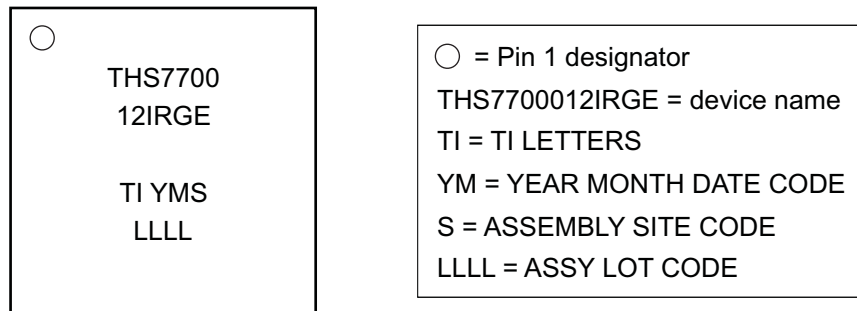 THS7700
12IRGE
TI YMS
LLLL
= Pin 1 designator
THS7700012IRGE = device name
TI = TI LETTERS
YM = YEAR MONTH DATE CODE
S = ASSEMBLY SITE CODE
LLLL = ASSY LOT CODE